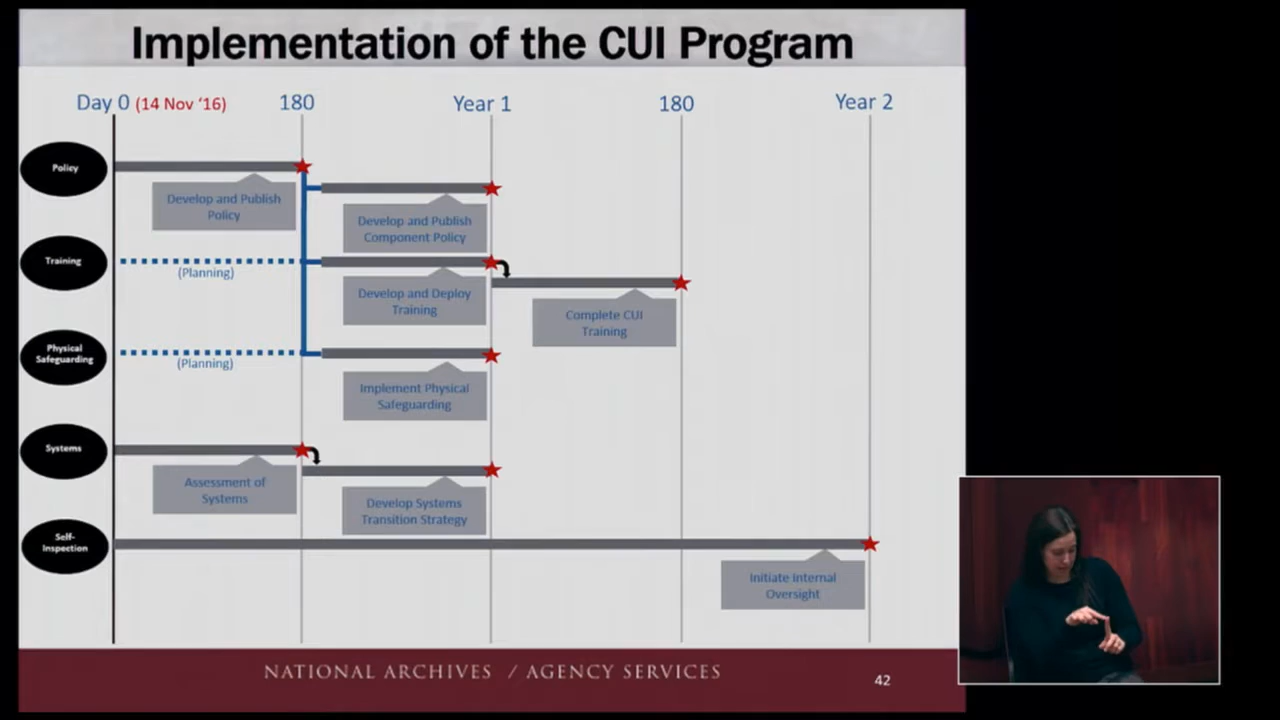 Implementation of the CUI Program
Day 0 (14 Nov ‘16)
180
Year 1
180
Year 2
Policy
Develop and Publish
Policy
Develop and Publish
Component Policy
Training
(Planning)
Develop and Deploy
Training
Complete CUI
Training
Physical
Safeguarding
(Planning)
Implement Physical
Safeguarding
Systems
Assessment of
Systems
Develop Systems
Transition Strategy
Self-
Inspection
Initiate Internal
Oversight
NATIONAL ARCHIVES / AGENCY SERVICES
42